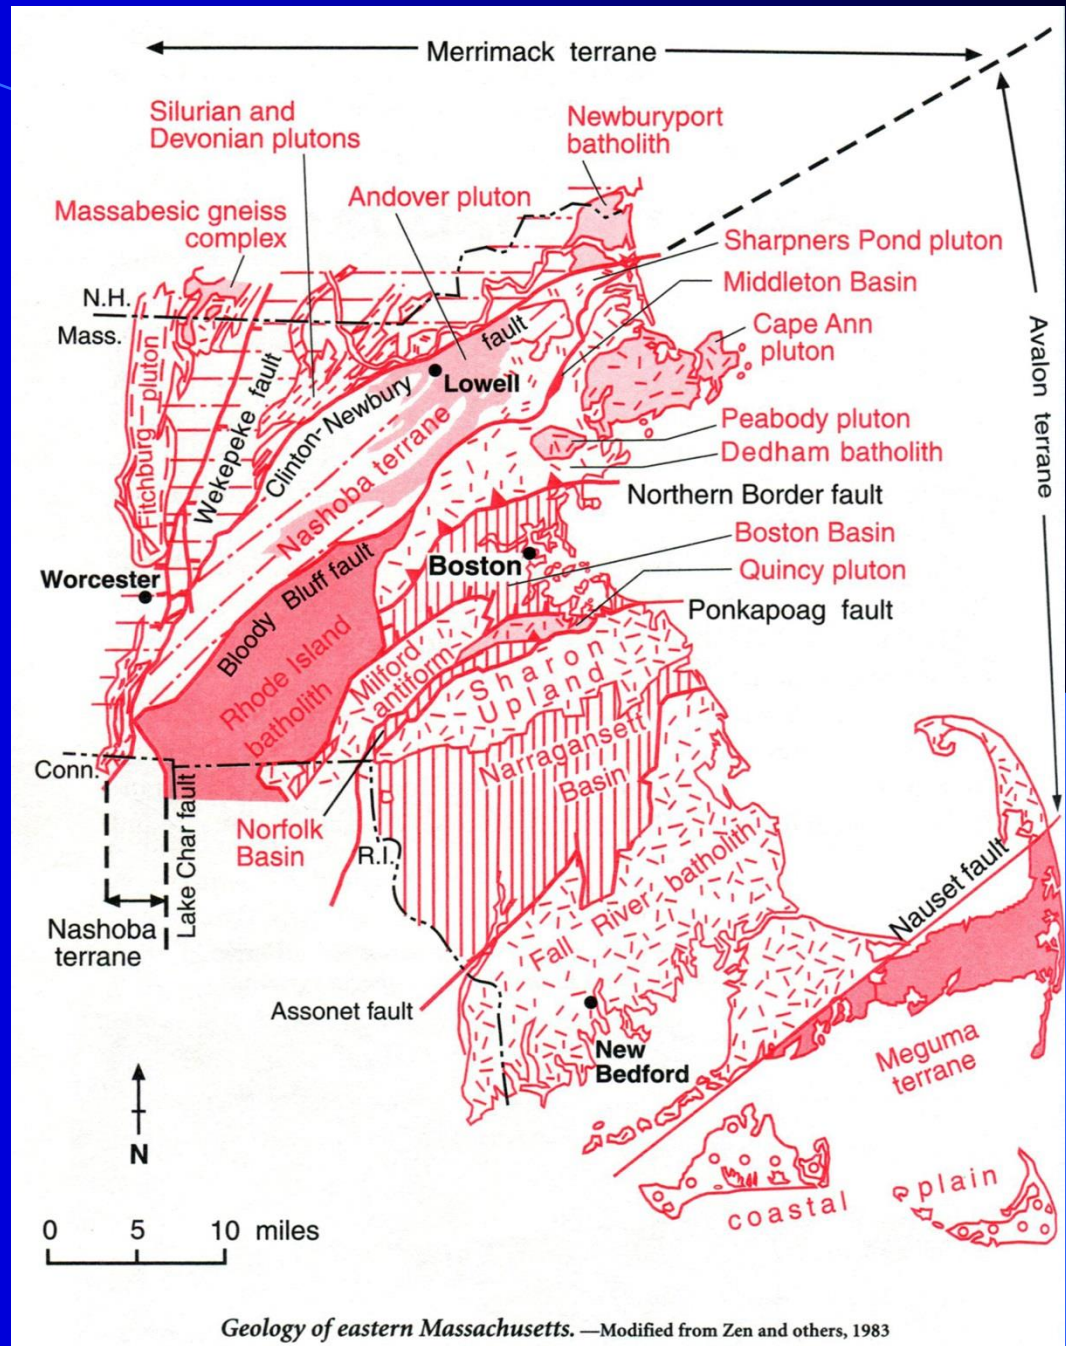 Merrimack terrane
Silurian and
Devonian plutons
Newburyport
batholith
Andover pluton
Massabesic gneiss
complex
Sharpners Pond pluton
Middleton Basin
N.H.
Mass.
Cape Ann
pluton
fault
Lowell
Avalon terrane
Fitchburg pluton
Wekepeke fault
Clinton-Newbury
Nashoba terrane
Peabody pluton
Dedham batholith
Northern Border fault
Boston Basin
Boston
Quincy pluton
Worcester
Bloody Bluff fault
Ponkapoag fault
Rhode Island
batholith
Milford
antiform
Sharon
Upland
Narragansett
Basin
Conn.
Lake Char fault
Norfolk
Basin
R.I.
Fall River batholith
Nauset fault
Nashoba
terrane
Assonet fault
New
Bedford
Meguma
terrane
N
coastal plain
0 5 10 miles
Geology of eastern Massachusetts. —Modified from Zen and others, 1983